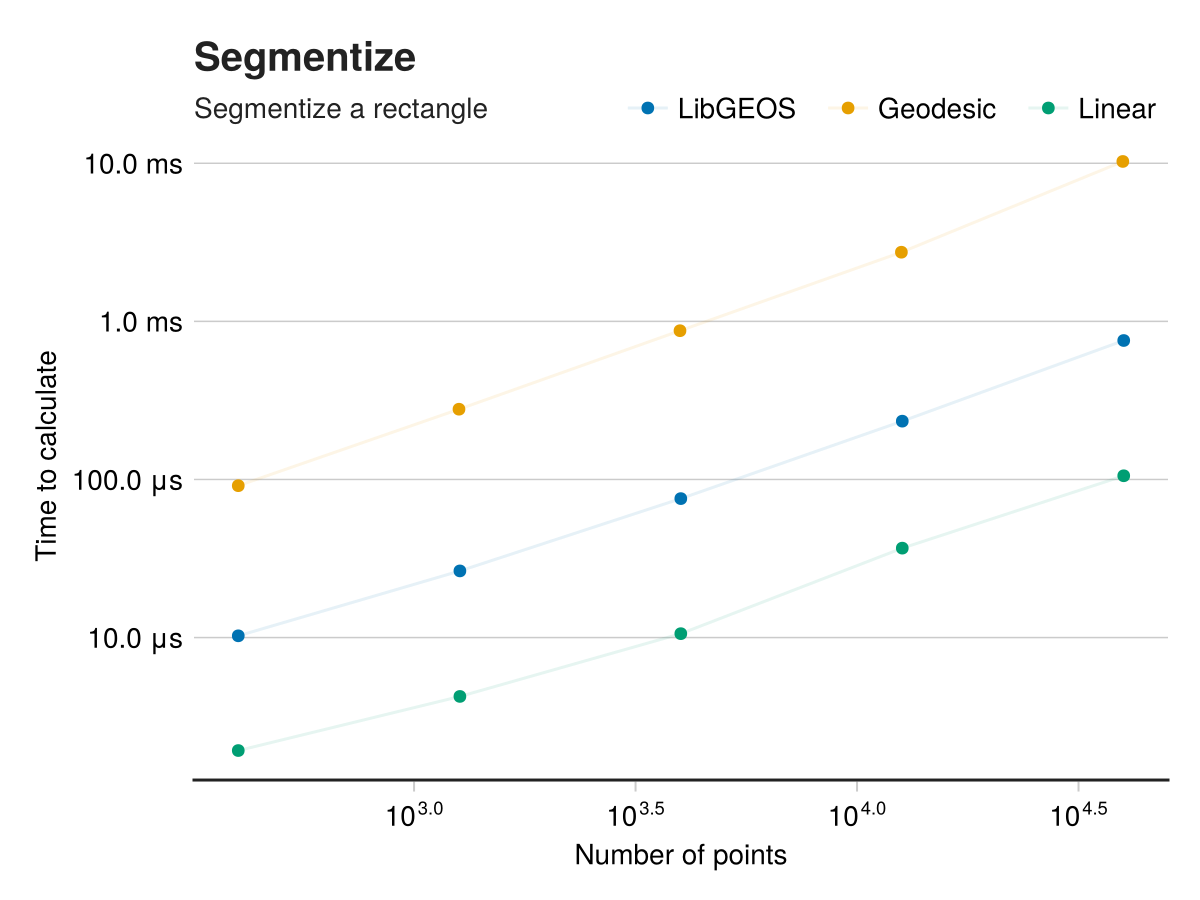 Segmentize
Segmentize a rectangle
LibGEOS Geodesic Linear
10.0 ms
1.0 ms
100.0 µs
10.0 µs
Time to calculate
10^3.0 10^3.5 10^4.0 10^4.5
Number of points